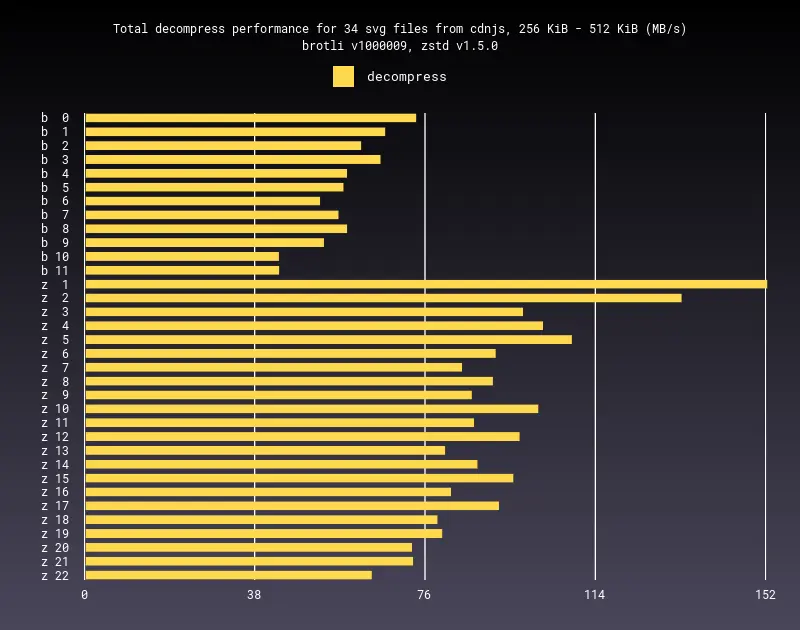 Total decompress performance for 34 svg files from cdnjs, 256 KiB - 512 KiB (MB/s)
brotli v1000009, zstd v1.5.0
decompress
b 0
b 1
b 2
b 3
b 4
b 5
b 6
b 7
b 8
b 9
b 10
b 11
z 1
z 2
z 3
z 4
z 5
z 6
z 7
z 8
z 9
z 10
z 11
z 12
z 13
z 14
z 15
z 16
z 17
z 18
z 19
z 20
z 21
z 22
0 38 76 114 152